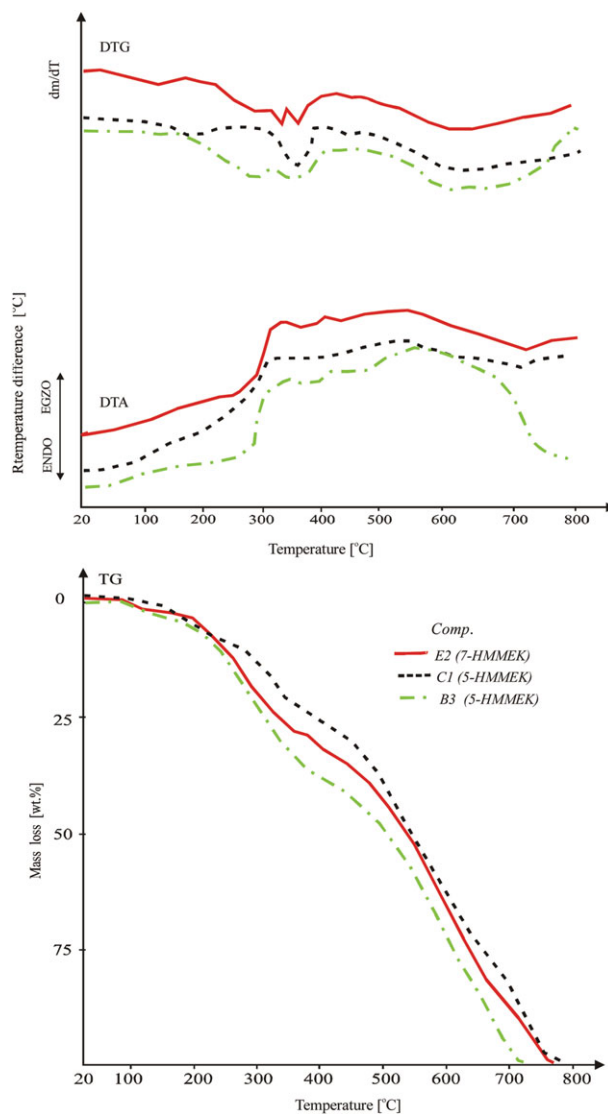 DTG
dm/dT
DTA
Rtemperature difference [°C]
ENDO EGZO
20 100 200 300 400 500 600 700 800
Temperature [°C]
TG
0
25
50
75
Mass loss [wt.%]
Comp.
E2 (7-HMMEK)
C1 (5-HMMEK)
B3 (5-HMMEK)
20 100 200 300 400 500 600 700 800
Temperature [°C]